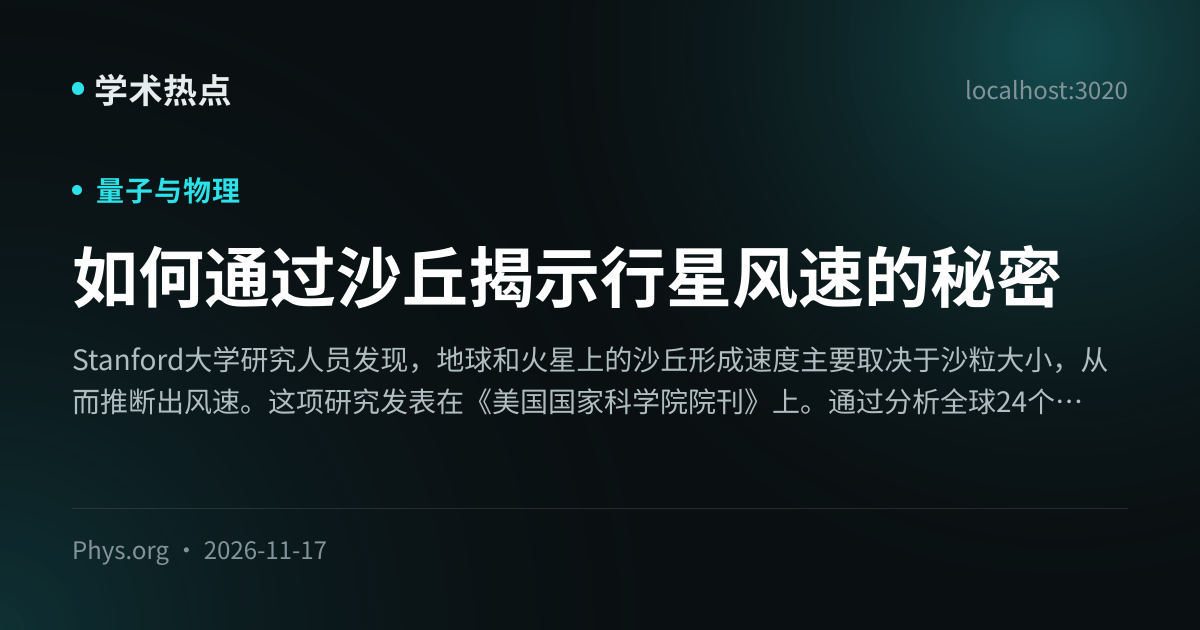 学术热点
localhost:3020
量子与物理
如何通过沙丘揭示行星风速的秘密
Stanford大学研究人员发现，地球和火星上的沙丘形成速度主要取决于沙粒大小，从
而推断出风速。这项研究发表在《美国国家科学院院刊》上。通过分析全球24个…
Phys.org • 2026-11-17